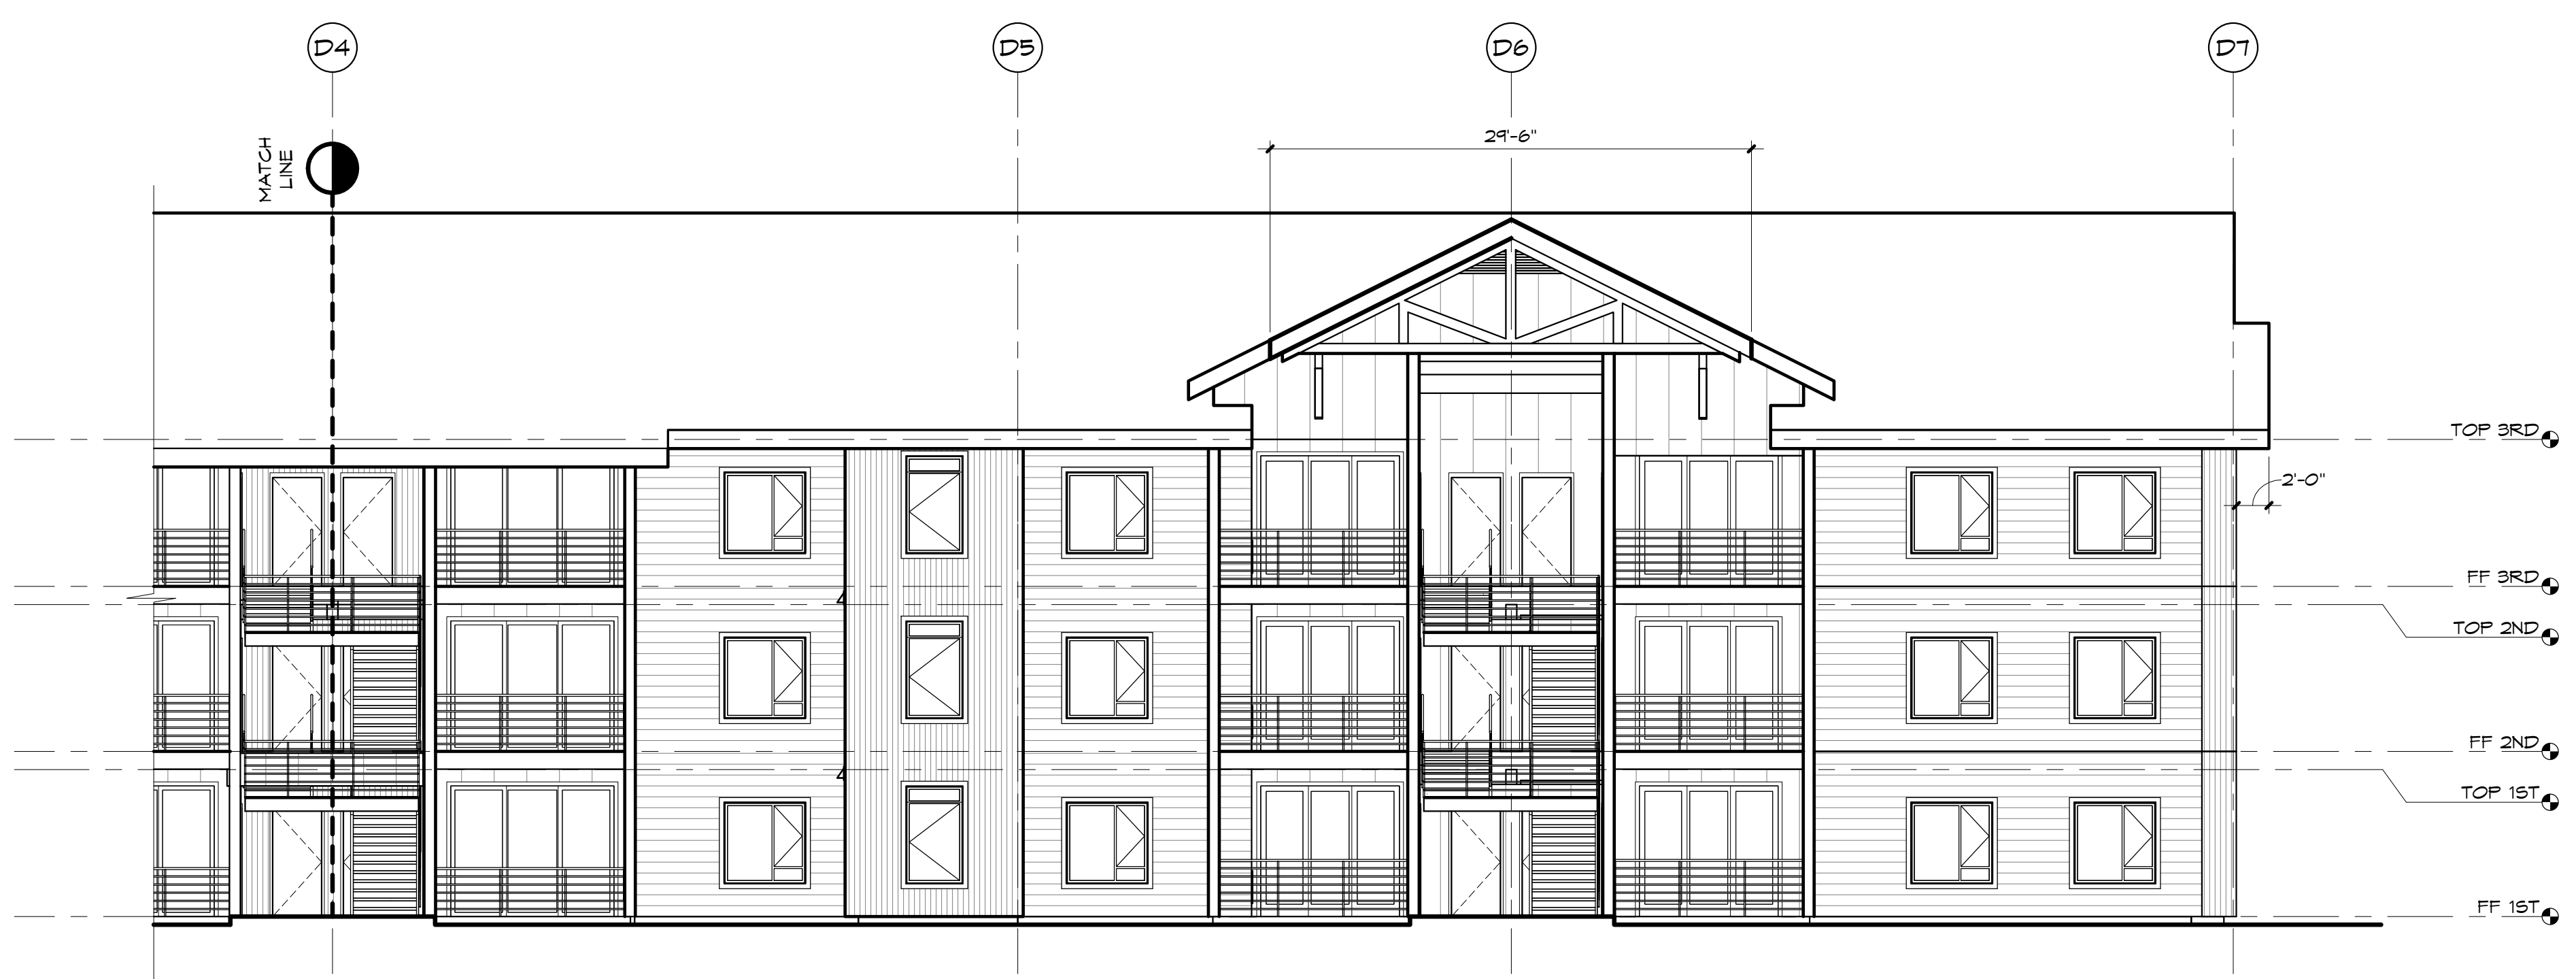 D4
D5
D6
D7
MATCH
LINE
29'-6"
TOP 3RD
2'-0"
FF 3RD
TOP 2ND
FF 2ND
TOP 1ST
FF 1ST